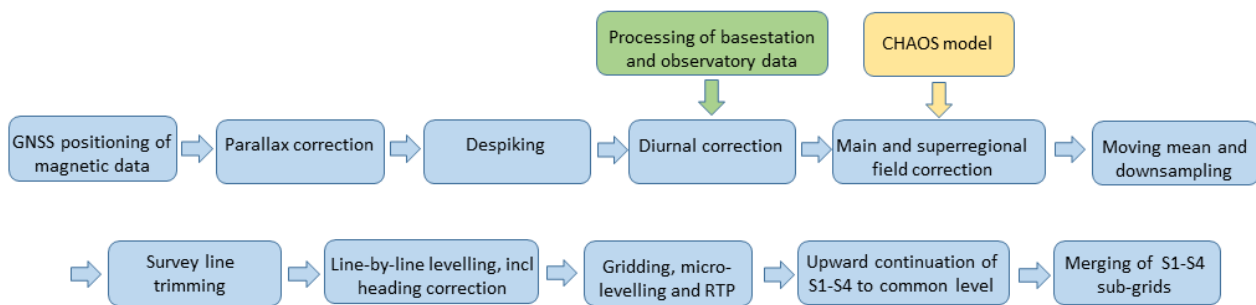 Processing of basestation
and observatory data
CHAOS model
GNSS positioning of
magnetic data
Parallax correction
Despiking
Diurnal correction
Main and superregional
field correction
Moving mean and
downsampling
Survey line
trimming
Line-by-line levelling, incl
heading correction
Gridding, micro-
levelling and RTP
Upward continuation of
S1-S4 to common level
Merging of S1-S4
sub-grids